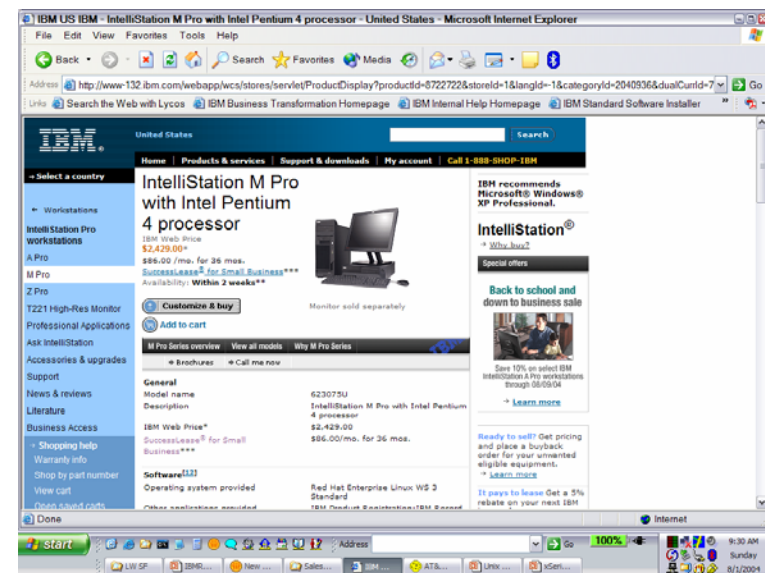 IBM US IBM - IntelliStation M Pro with Intel Pentium 4 processor - United States - Microsoft Internet Explorer
File Edit View Favorites Tools Help
Back Search Favorites Media
Address http://www-132.ibm.com/webapp/wcs/stores/servlet/ProductDisplay?productId=8722722&storeId=1&langId=-1&categoryId=2040936&dualCurrId=7 Go
Links Search the Web with Lycos IBM Business Transformation Homepage IBM Internal Help Homepage IBM Standard Software Installer
IBM®
United States
Search
Home | Products & services | Support & downloads | My account | Call 1-888-SHOP-IBM
Select a country
Workstations
IntelliStation Pro
workstations
A Pro
M Pro
Z Pro
T221 High-Res Monitor
Professional Applications
Ask IntelliStation
Accessories & upgrades
Support
News & reviews
Literature
Business Access
Shopping help
Warranty info
Shop by part number
View cart
Open saved carts
IntelliStation M Pro
with Intel Pentium
4 processor
IBM Web Price
$2,429.00*
$86.00 /mo. for 36 mos.
SuccessLease® for Small Business***
Availability: Within 2 weeks**
Customize & buy
Monitor sold separately
Add to cart
M Pro Series overview View all models Why M Pro Series
Brochures Call me now
General
Model name 623075U
Description IntelliStation M Pro with Intel Pentium
4 processor
IBM Web Price* $2,429.00
SuccessLease® for Small $86.00/mo. for 36 mos.
Business***
Software[12]
Operating system provided Red Hat Enterprise Linux WS 3
Standard
Other applications provided IBM Product Registration;IBM Record
IBM recommends
Microsoft® Windows®
XP Professional.
IntelliStation®
Why buy?
Special offers
Back to school and
down to business sale
Save 10% on select IBM
IntelliStation A Pro workstations
through 08/09/04
Learn more
Ready to sell? Get pricing
and place a buyback
order for your unwanted
eligible equipment.
Learn more
It pays to lease Get a 5%
rebate on your next IBM
Done Internet
start Address Go 100% 9:30 AM
Sunday
LW SF IBMR... New ... Sales... IBM ... AT&... Unix ... xSeri... 8/1/2004